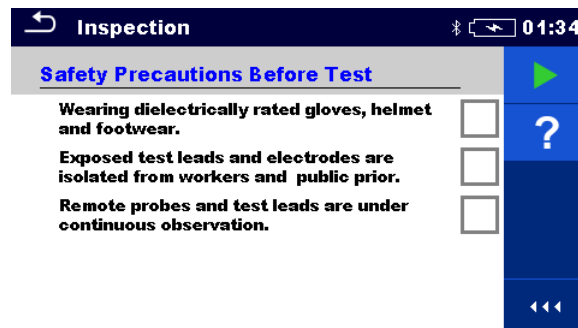 Inspection
01:34
Safety Precautions Before Test
Wearing dielectrically rated gloves, helmet
and footwear.
?
Exposed test leads and electrodes are
isolated from workers and public prior.
Remote probes and test leads are under
continuous observation.